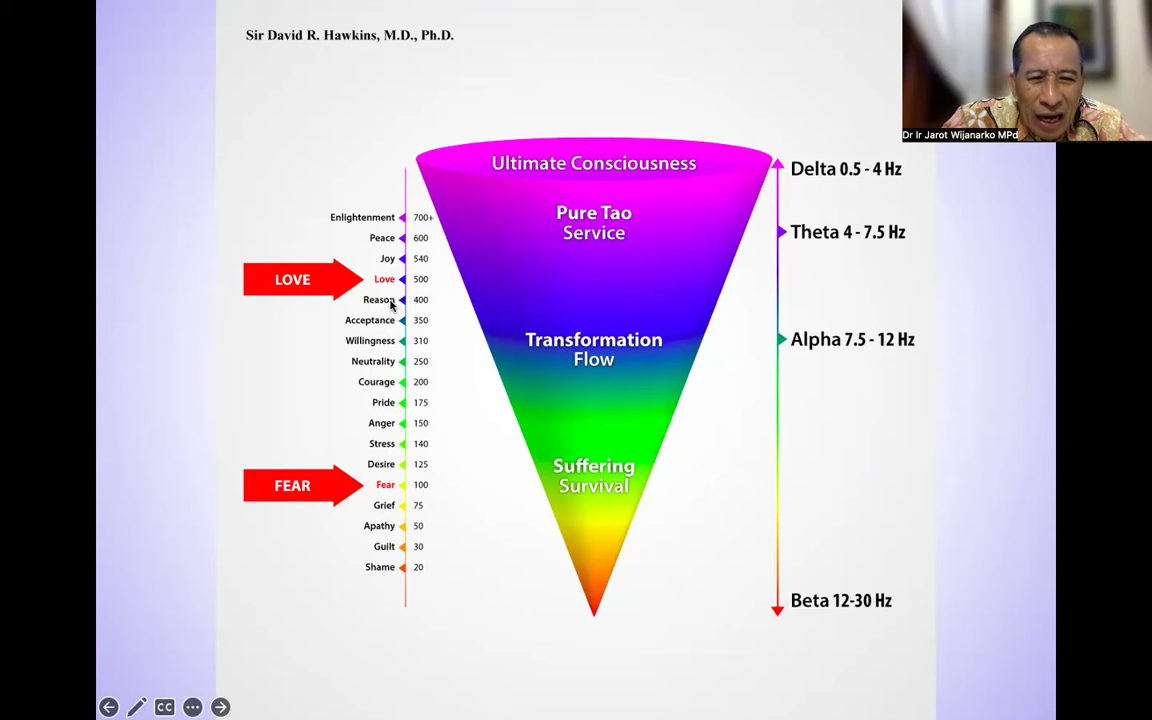 Sir David R. Hawkins, M.D., Ph.D.
Dr Ir Jarot Wijanarko MPd
Ultimate Consciousness
Pure Tao
Service
Transformation
Flow
Suffering
Survival
Enlightenment 700+
Peace 600
Joy 540
LOVE Love 500
Reason 400
Acceptance 350
Willingness 310
Neutrality 250
Courage 200
Pride 175
Anger 150
Stress 140
Desire 125
FEAR Fear 100
Grief 75
Apathy 50
Guilt 30
Shame 20
Delta 0.5 - 4 Hz
Theta 4 - 7.5 Hz
Alpha 7.5 - 12 Hz
Beta 12-30 Hz
CC